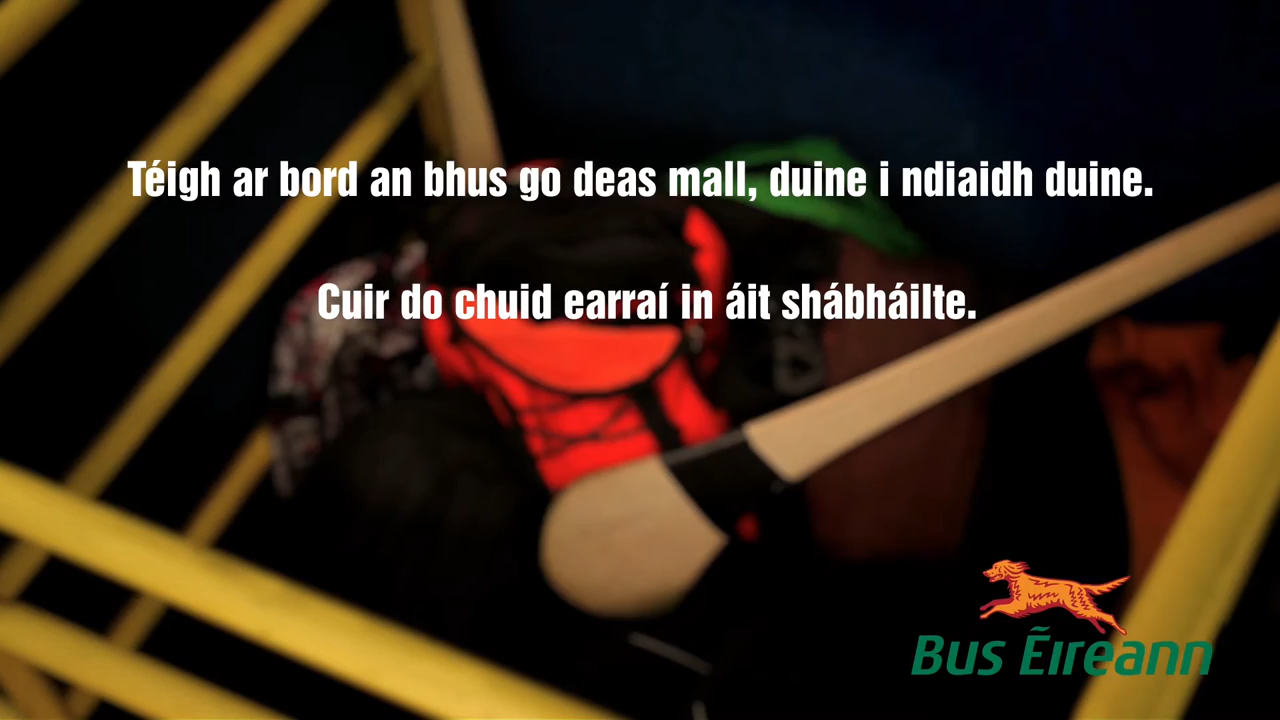 Téigh ar bord an bhus go deas mall, duine i ndiaidh duine.
Cuir do chuid earraí in áit shábháilte.
Bus Éireann